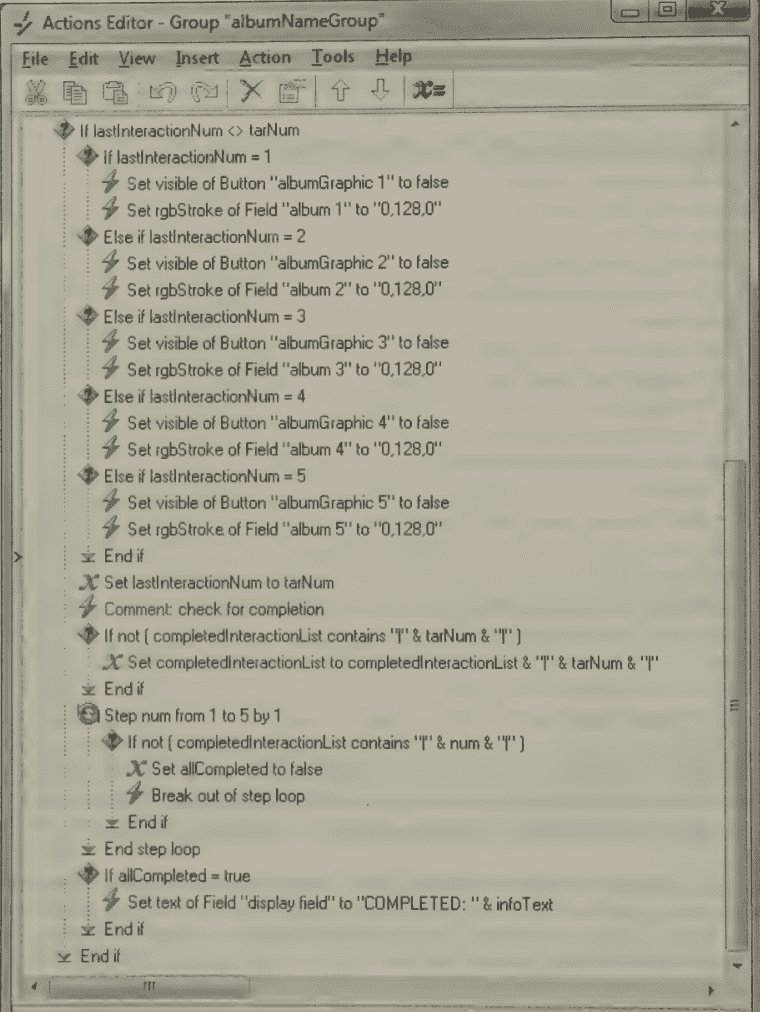 Actions Editor - Group "albumNameGroup"
File Edit View Insert Action Tools Help
X=
If lastInteractionNum <> tarNum
If lastInteractionNum = 1
Set visible of Button "albumGraphic 1" to false
Set rgbStroke of Field "album 1" to "0,128,0"
Else if lastInteractionNum = 2
Set visible of Button "albumGraphic 2" to false
Set rgbStroke of Field "album 2" to "0,128,0"
Else if lastInteractionNum = 3
Set visible of Button "albumGraphic 3" to false
Set rgbStroke of Field "album 3" to "0,128,0"
Else if lastInteractionNum = 4
Set visible of Button "albumGraphic 4" to false
Set rgbStroke of Field "album 4" to "0,128,0"
Else if lastInteractionNum = 5
Set visible of Button "albumGraphic 5" to false
Set rgbStroke of Field "album 5" to "0,128,0"
End if
Set lastInteractionNum to tarNum
Comment: check for completion
If not ( completedInteractionList contains "|" & tarNum & "|" )
Set completedInteractionList to completedInteractionList & "|" & tarNum & "|"
End if
Step num from 1 to 5 by 1
If not ( completedInteractionList contains "|" & num & "|" )
Set allCompleted to false
Break out of step loop
End if
End step loop
If allCompleted = true
Set text of Field "display field" to "COMPLETED: " & infoText
End if
End if